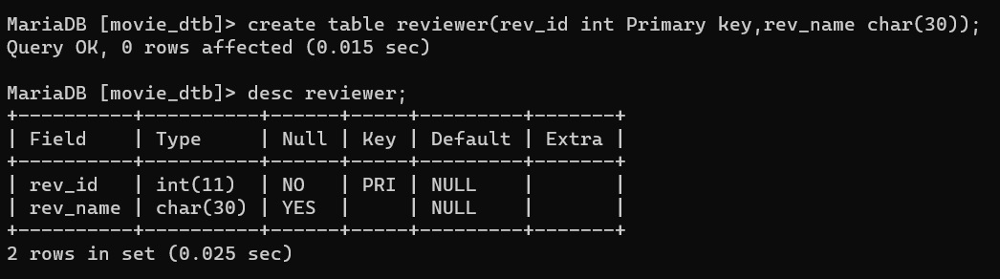 MariaDB [movie_dtb]> create table reviewer(rev_id int Primary key,rev_name char(30));
Query OK, 0 rows affected (0.015 sec)

MariaDB [movie_dtb]> desc reviewer;
+----------+----------+------+-----+---------+-------+
| Field    | Type     | Null | Key | Default | Extra |
+----------+----------+------+-----+---------+-------+
| rev_id   | int(11)  | NO   | PRI | NULL    |       |
| rev_name | char(30) | YES  |     | NULL    |       |
+----------+----------+------+-----+---------+-------+
2 rows in set (0.025 sec)